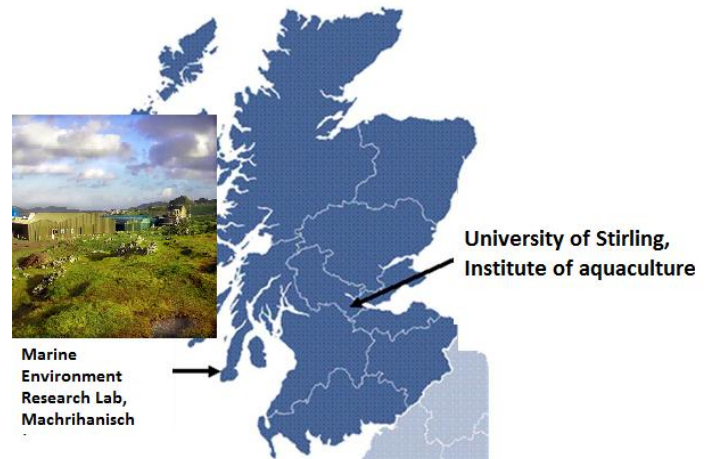 University of Stirling,
Institute of aquaculture
Marine
Environment
Research Lab,
Machrihanisch